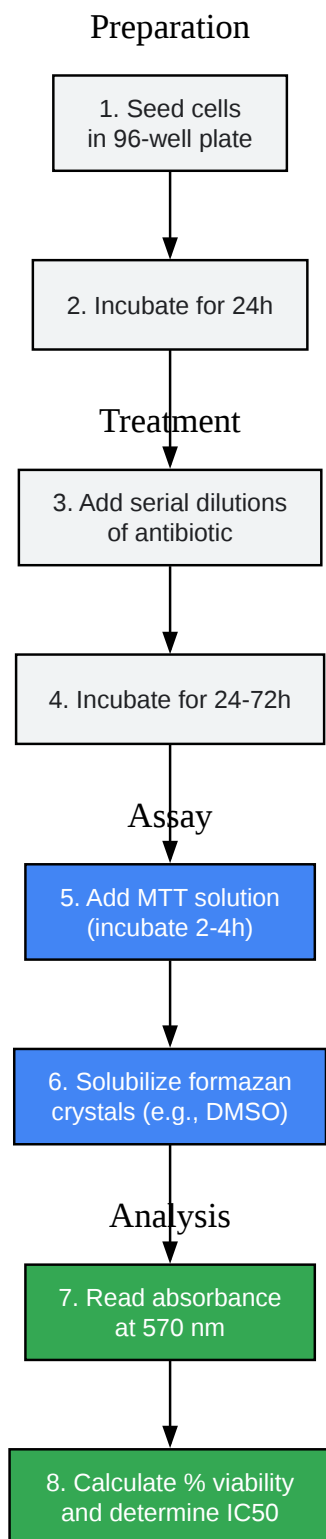 Preparation
1. Seed cells
in 96-well plate
2. Incubate for 24h
Treatment
3. Add serial dilutions
of antibiotic
4. Incubate for 24-72h
Assay
5. Add MTT solution
(incubate 2-4h)
6. Solubilize formazan
crystals (e.g., DMSO)
Analysis
7. Read absorbance
at 570 nm
8. Calculate % viability
and determine IC50